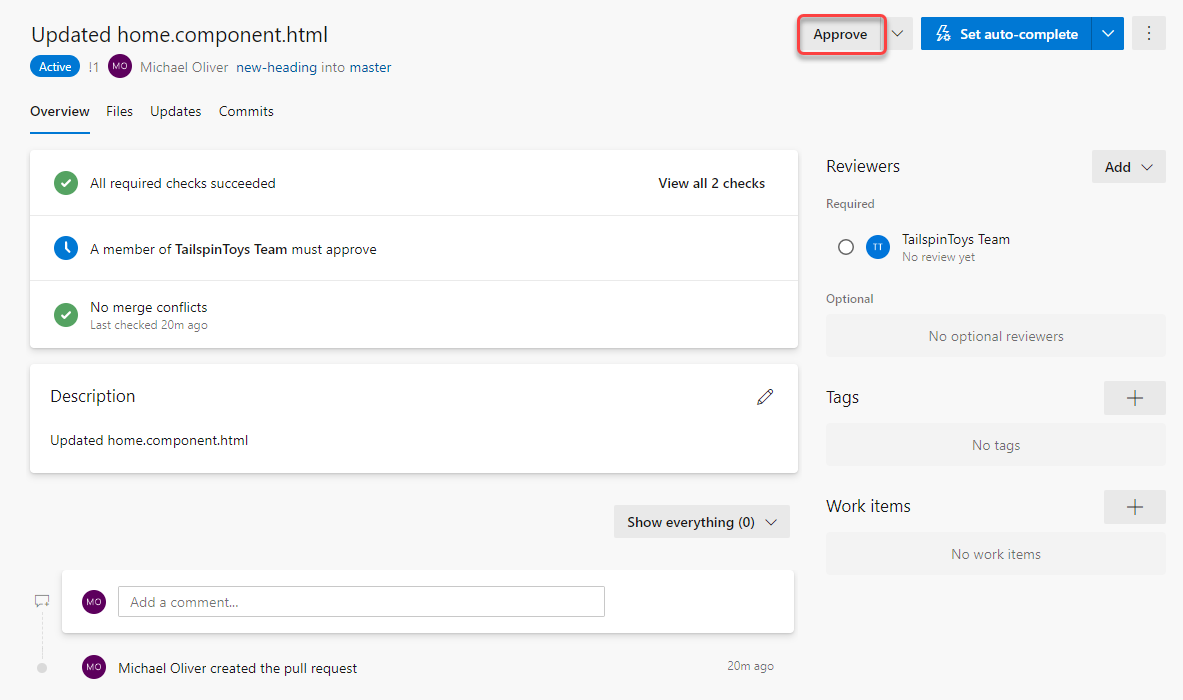 Updated home.component.html
Approve
Set auto-complete
Active !1 MO Michael Oliver new-heading into master
Overview Files Updates Commits
All required checks succeeded View all 2 checks
A member of TailspinToys Team must approve
No merge conflicts
Last checked 20m ago
Description
Updated home.component.html
Show everything (0)
MO Add a comment...
MO Michael Oliver created the pull request 20m ago
Reviewers Add
Required
TT TailspinToys Team
No review yet
Optional
No optional reviewers
Tags
No tags
Work items
No work items